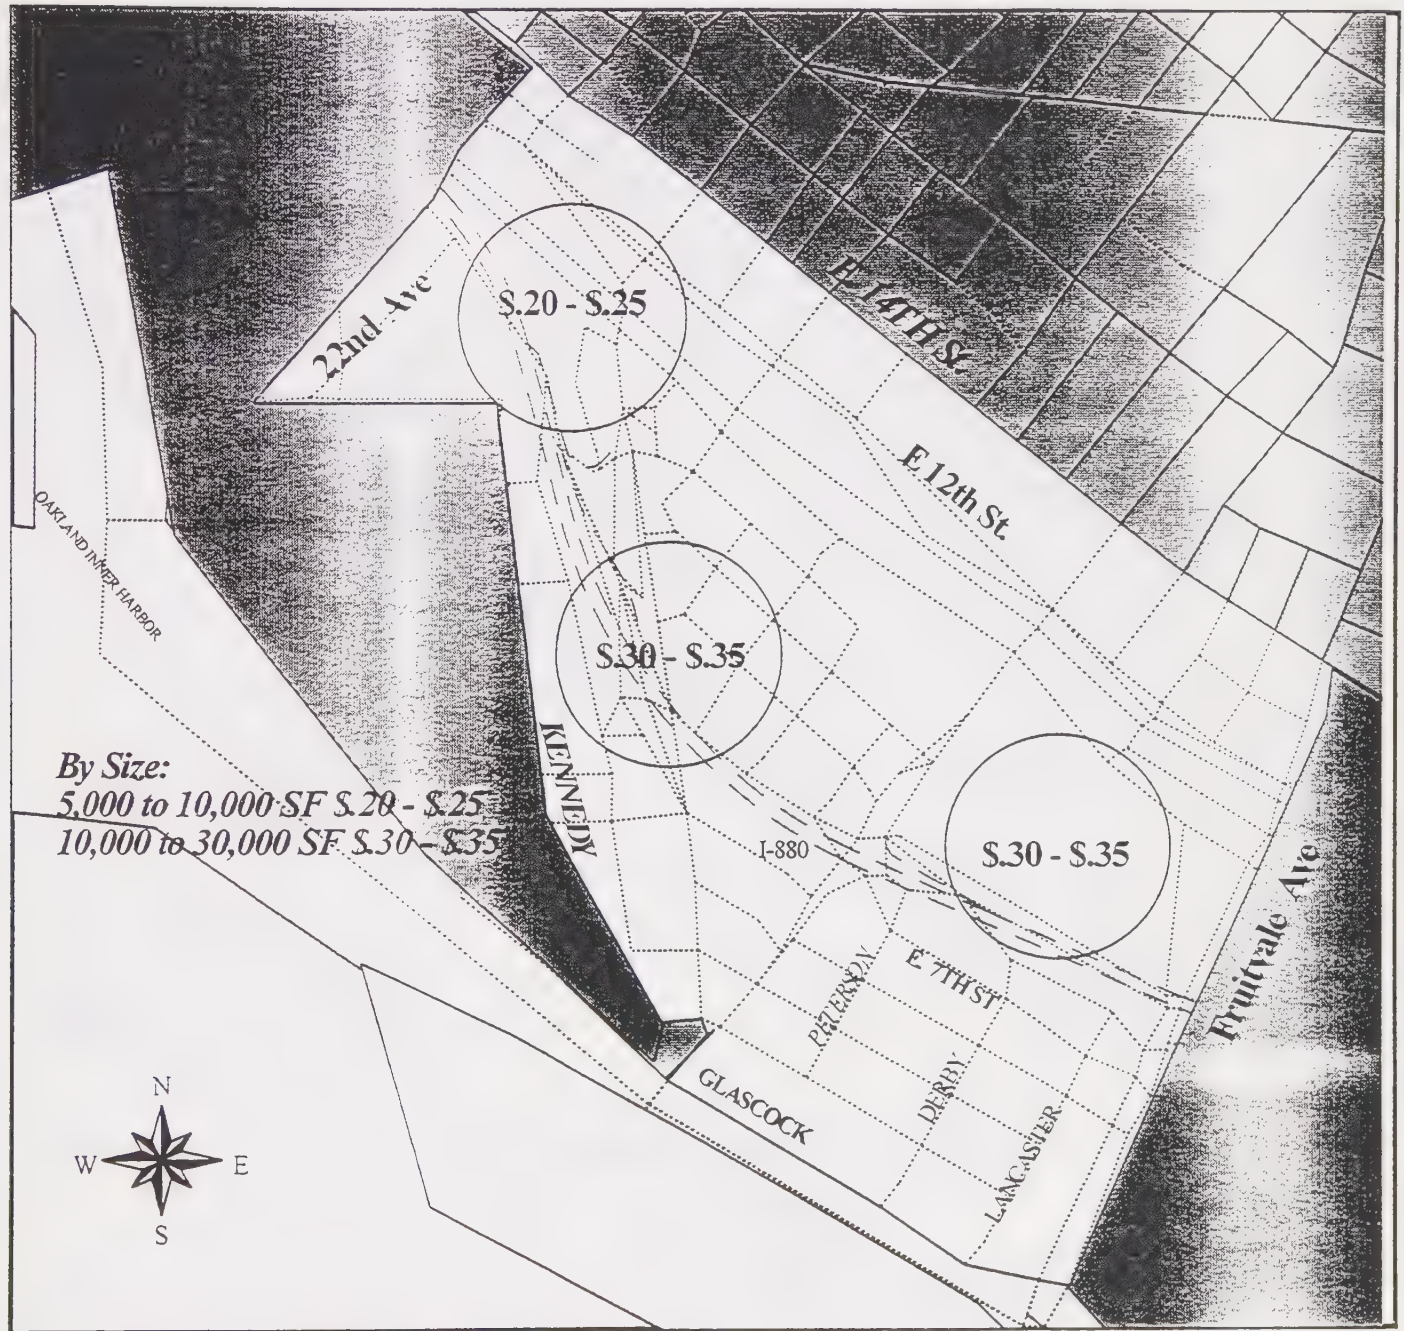 $.20 - $.25
22nd Ave
E 14TH St.
E 12th St.
OAKLAND INNER HARBOR
$.30 - $.35
KENNEDY
By Size:
5,000 to 10,000 SF $.20 - $.25
10,000 to 30,000 SF $.30 - $.35
I-880
$.30 - $.35
Fruitvale Ave
PETERSON
E. 7TH ST
DERBY
GLASCOCK
LANCASTER
N
W E
S